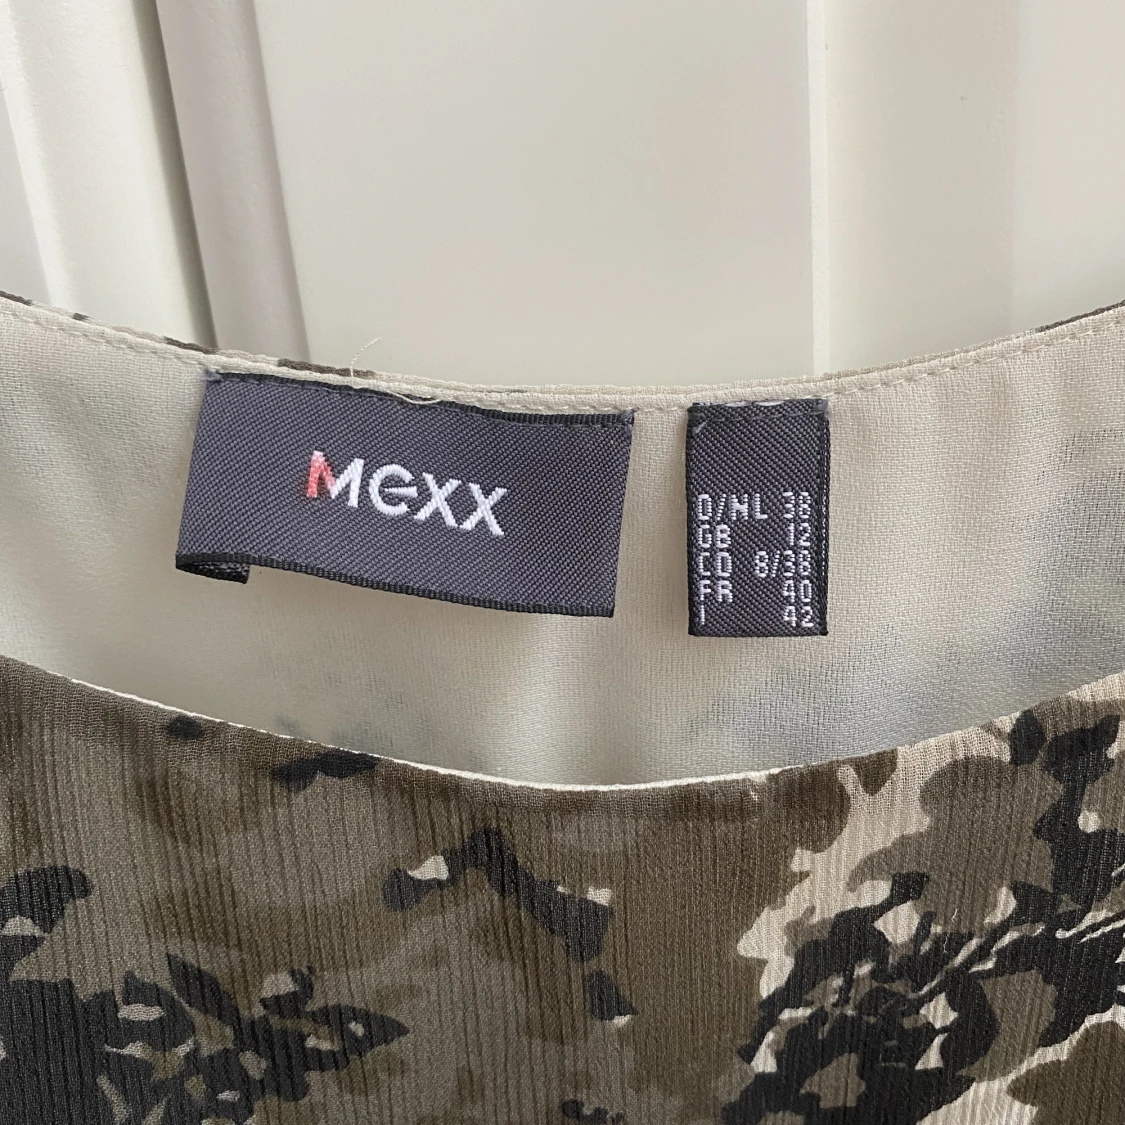 Mexx
D/NL 38
GB 12
CD 8/38
FR 40
I 42